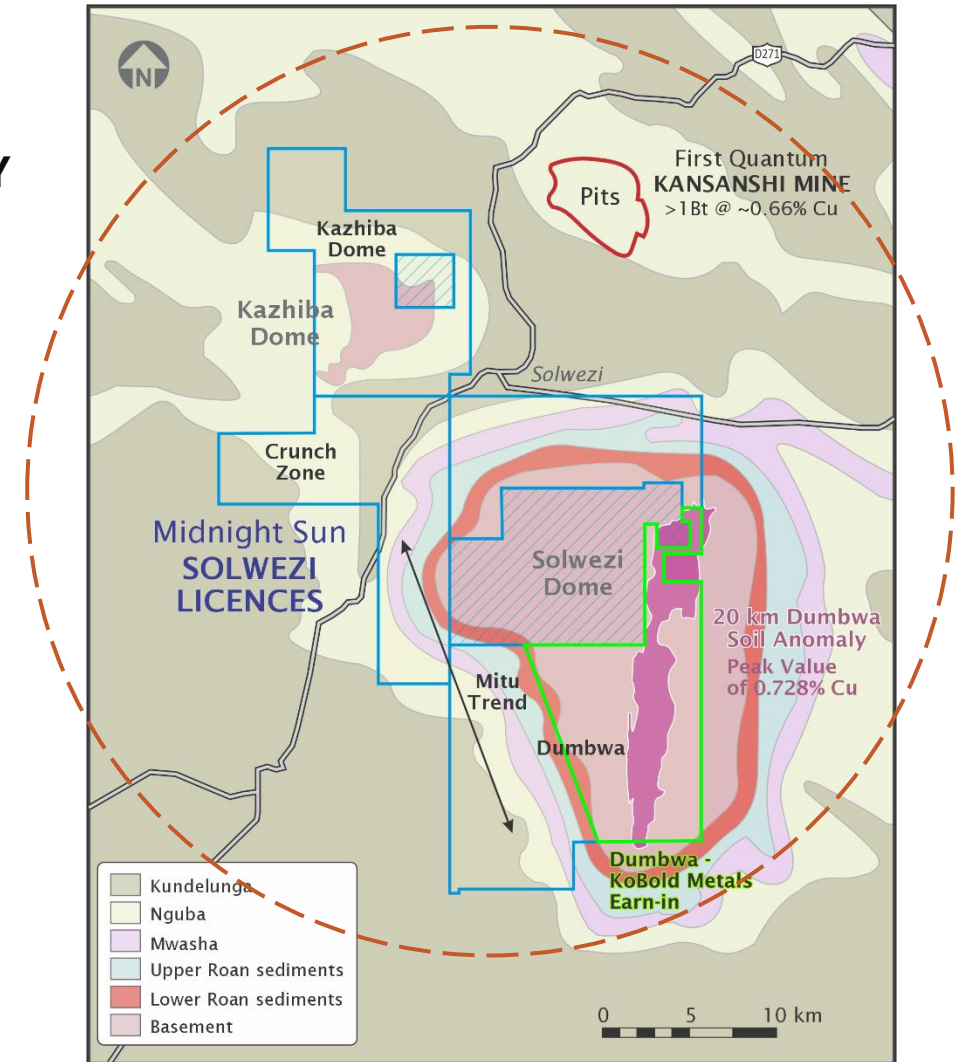 Y
N
D271
First Quantum
KANSANSHI MINE
>1Bt @ ~0.66% Cu
Pits
Kazhiba
Dome
Kazhiba
Dome
Solwezi
Crunch
Zone
Midnight Sun
SOLWEZI
LICENCES
Solwezi
Dome
20 km Dumbwa
Soil Anomaly
Peak Value
of 0.728% Cu
Mitu
Trend
Dumbwa
Dumbwa -
KoBold Metals
Earn-in
Kundelunga
Nguba
Mwasha
Upper Roan sediments
Lower Roan sediments
Basement
0 5 10 km